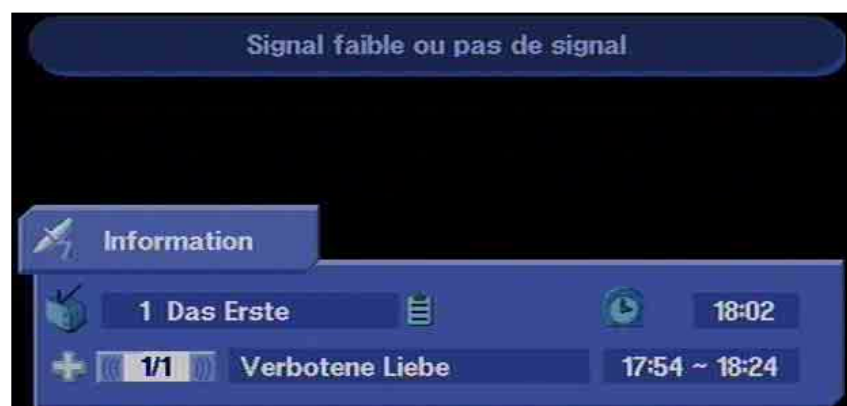 Signal faible ou pas de signal
Information
1 Das Erste 18:02
1/1 Verbotene Liebe 17:54 ~ 18:24